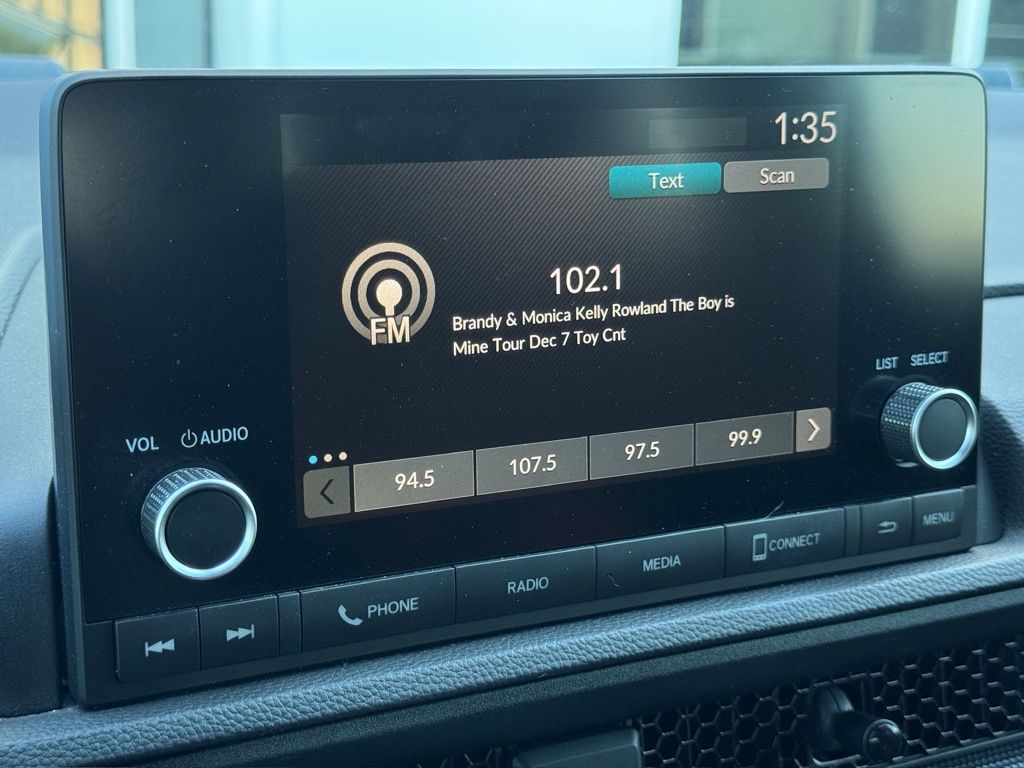 1:35
Text Scan
102.1
FM
Brandy & Monica Kelly Rowland The Boy is
Mine Tour Dec 7 Toy Cnt
LIST SELECT
VOL AUDIO
94.5 107.5 97.5 99.9
PHONE RADIO MEDIA CONNECT MENU